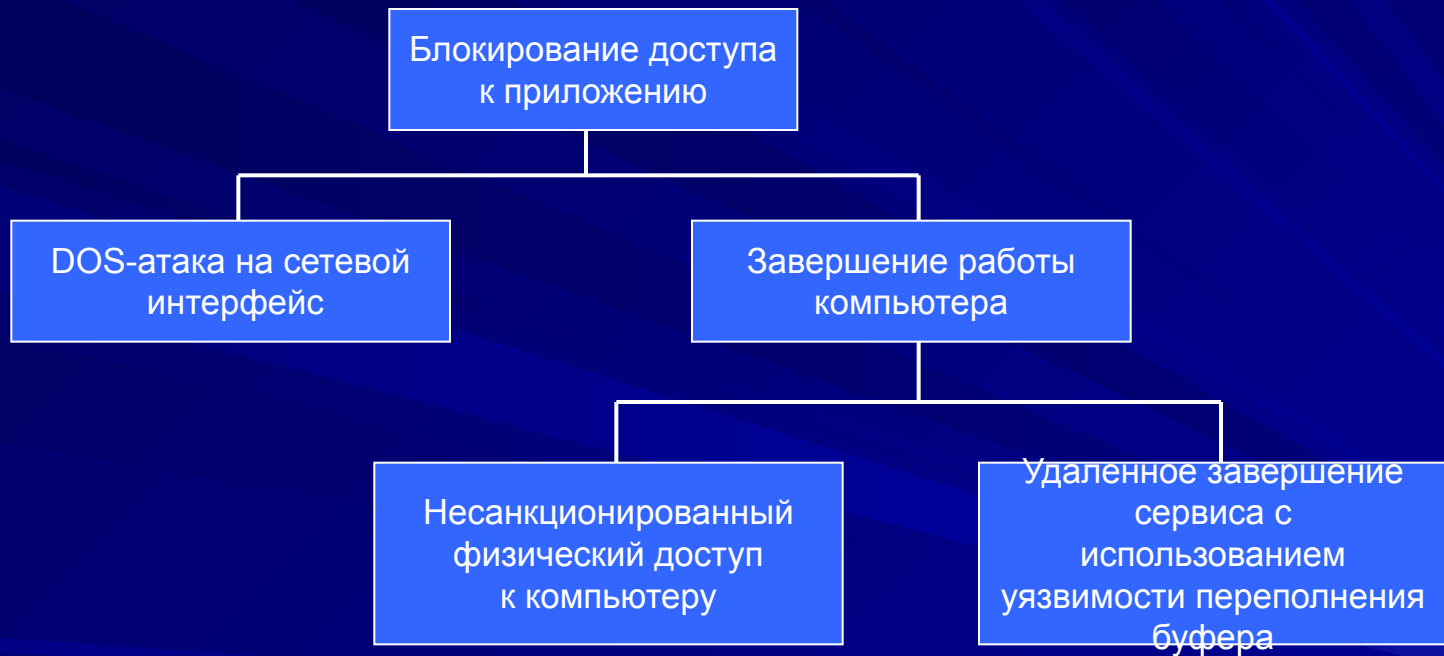 Блокирование доступа
к приложению
DOS-атака на сетевой
интерфейс
Завершение работы
компьютера
Несанкционированный
физический доступ
к компьютеру
Удаленное завершение
сервиса с
использованием
уязвимости переполнения
буфера